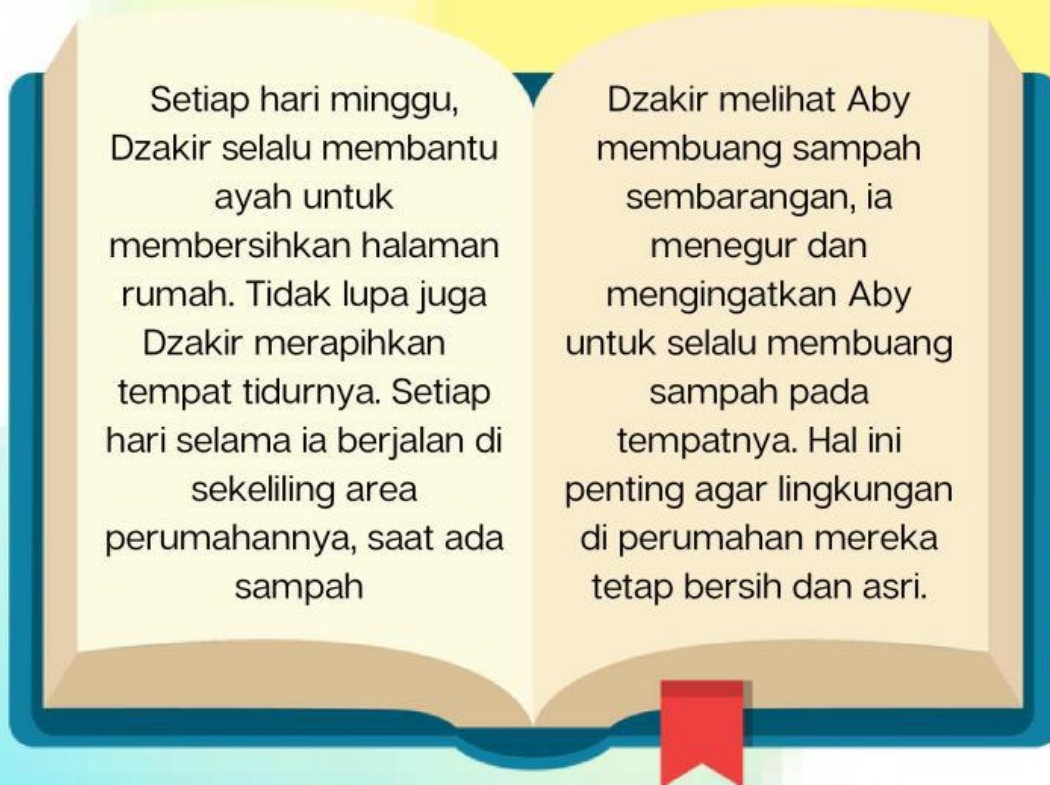 Setiap hari minggu,
Dzakir selalu membantu
ayah untuk
membersihkan halaman
rumah. Tidak lupa juga
Dzakir merapihkan
tempat tidurnya. Setiap
hari selama ia berjalan di
sekeliling area
perumahannya, saat ada
sampah
Dzakir melihat Aby
membuang sampah
sembarangan, ia
menegur dan
mengingatkan Aby
untuk selalu membuang
sampah pada
tempatnya. Hal ini
penting agar lingkungan
di perumahan mereka
tetap bersih dan asri.